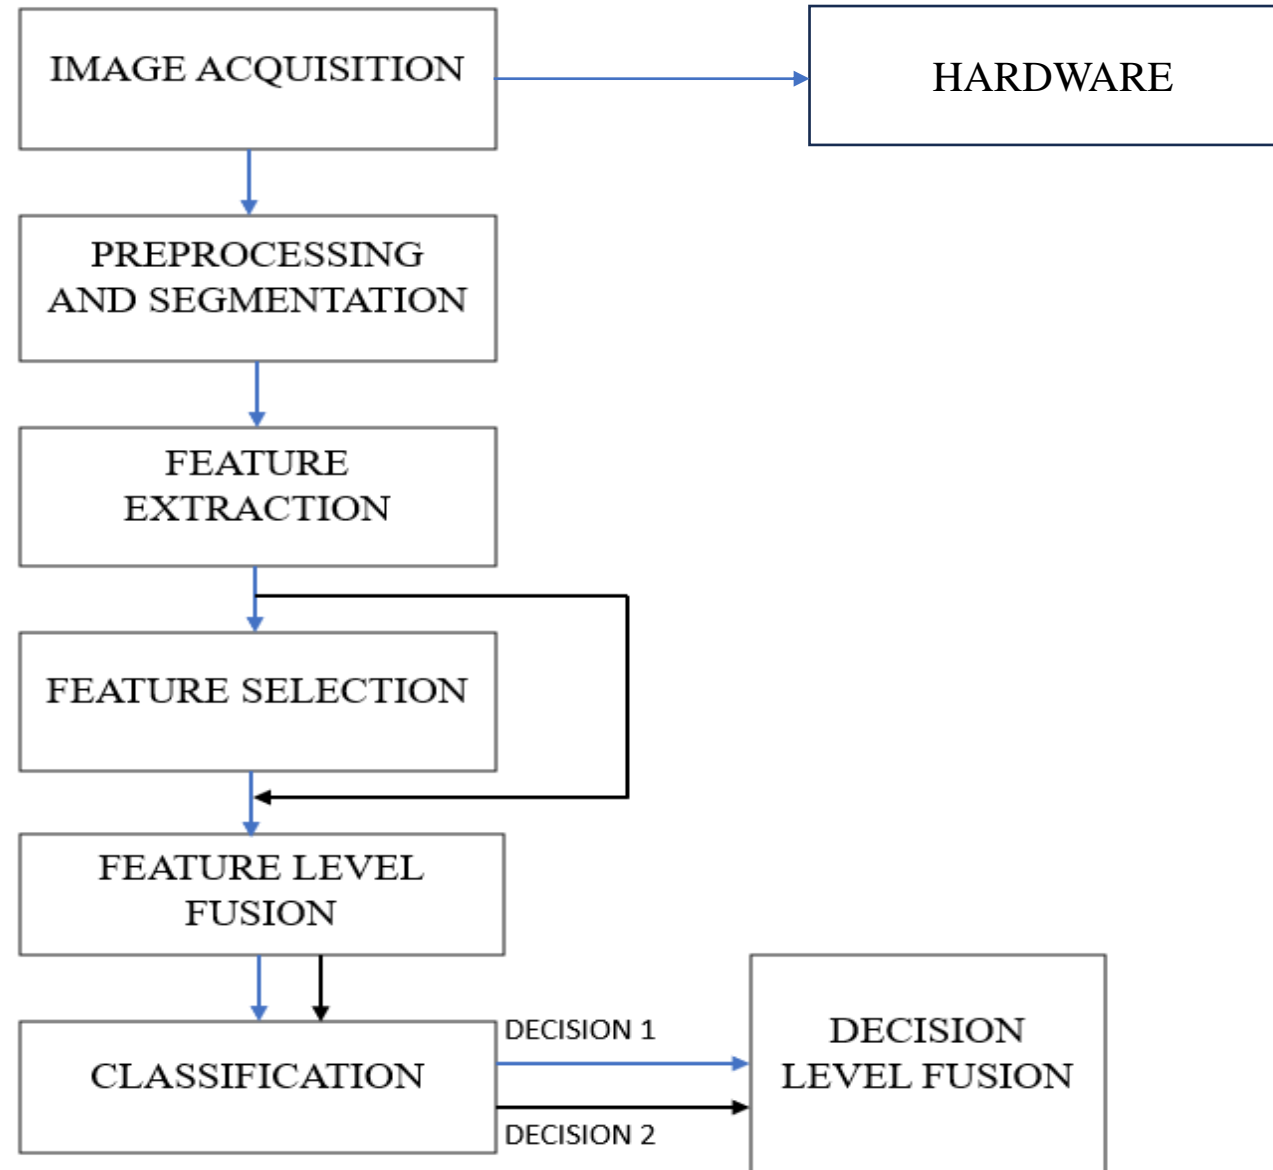 IMAGE ACQUISITION
HARDWARE
PREPROCESSING
AND SEGMENTATION
FEATURE
EXTRACTION
FEATURE SELECTION
FEATURE LEVEL
FUSION
CLASSIFICATION
DECISION 1
DECISION 2
DECISION
LEVEL FUSION